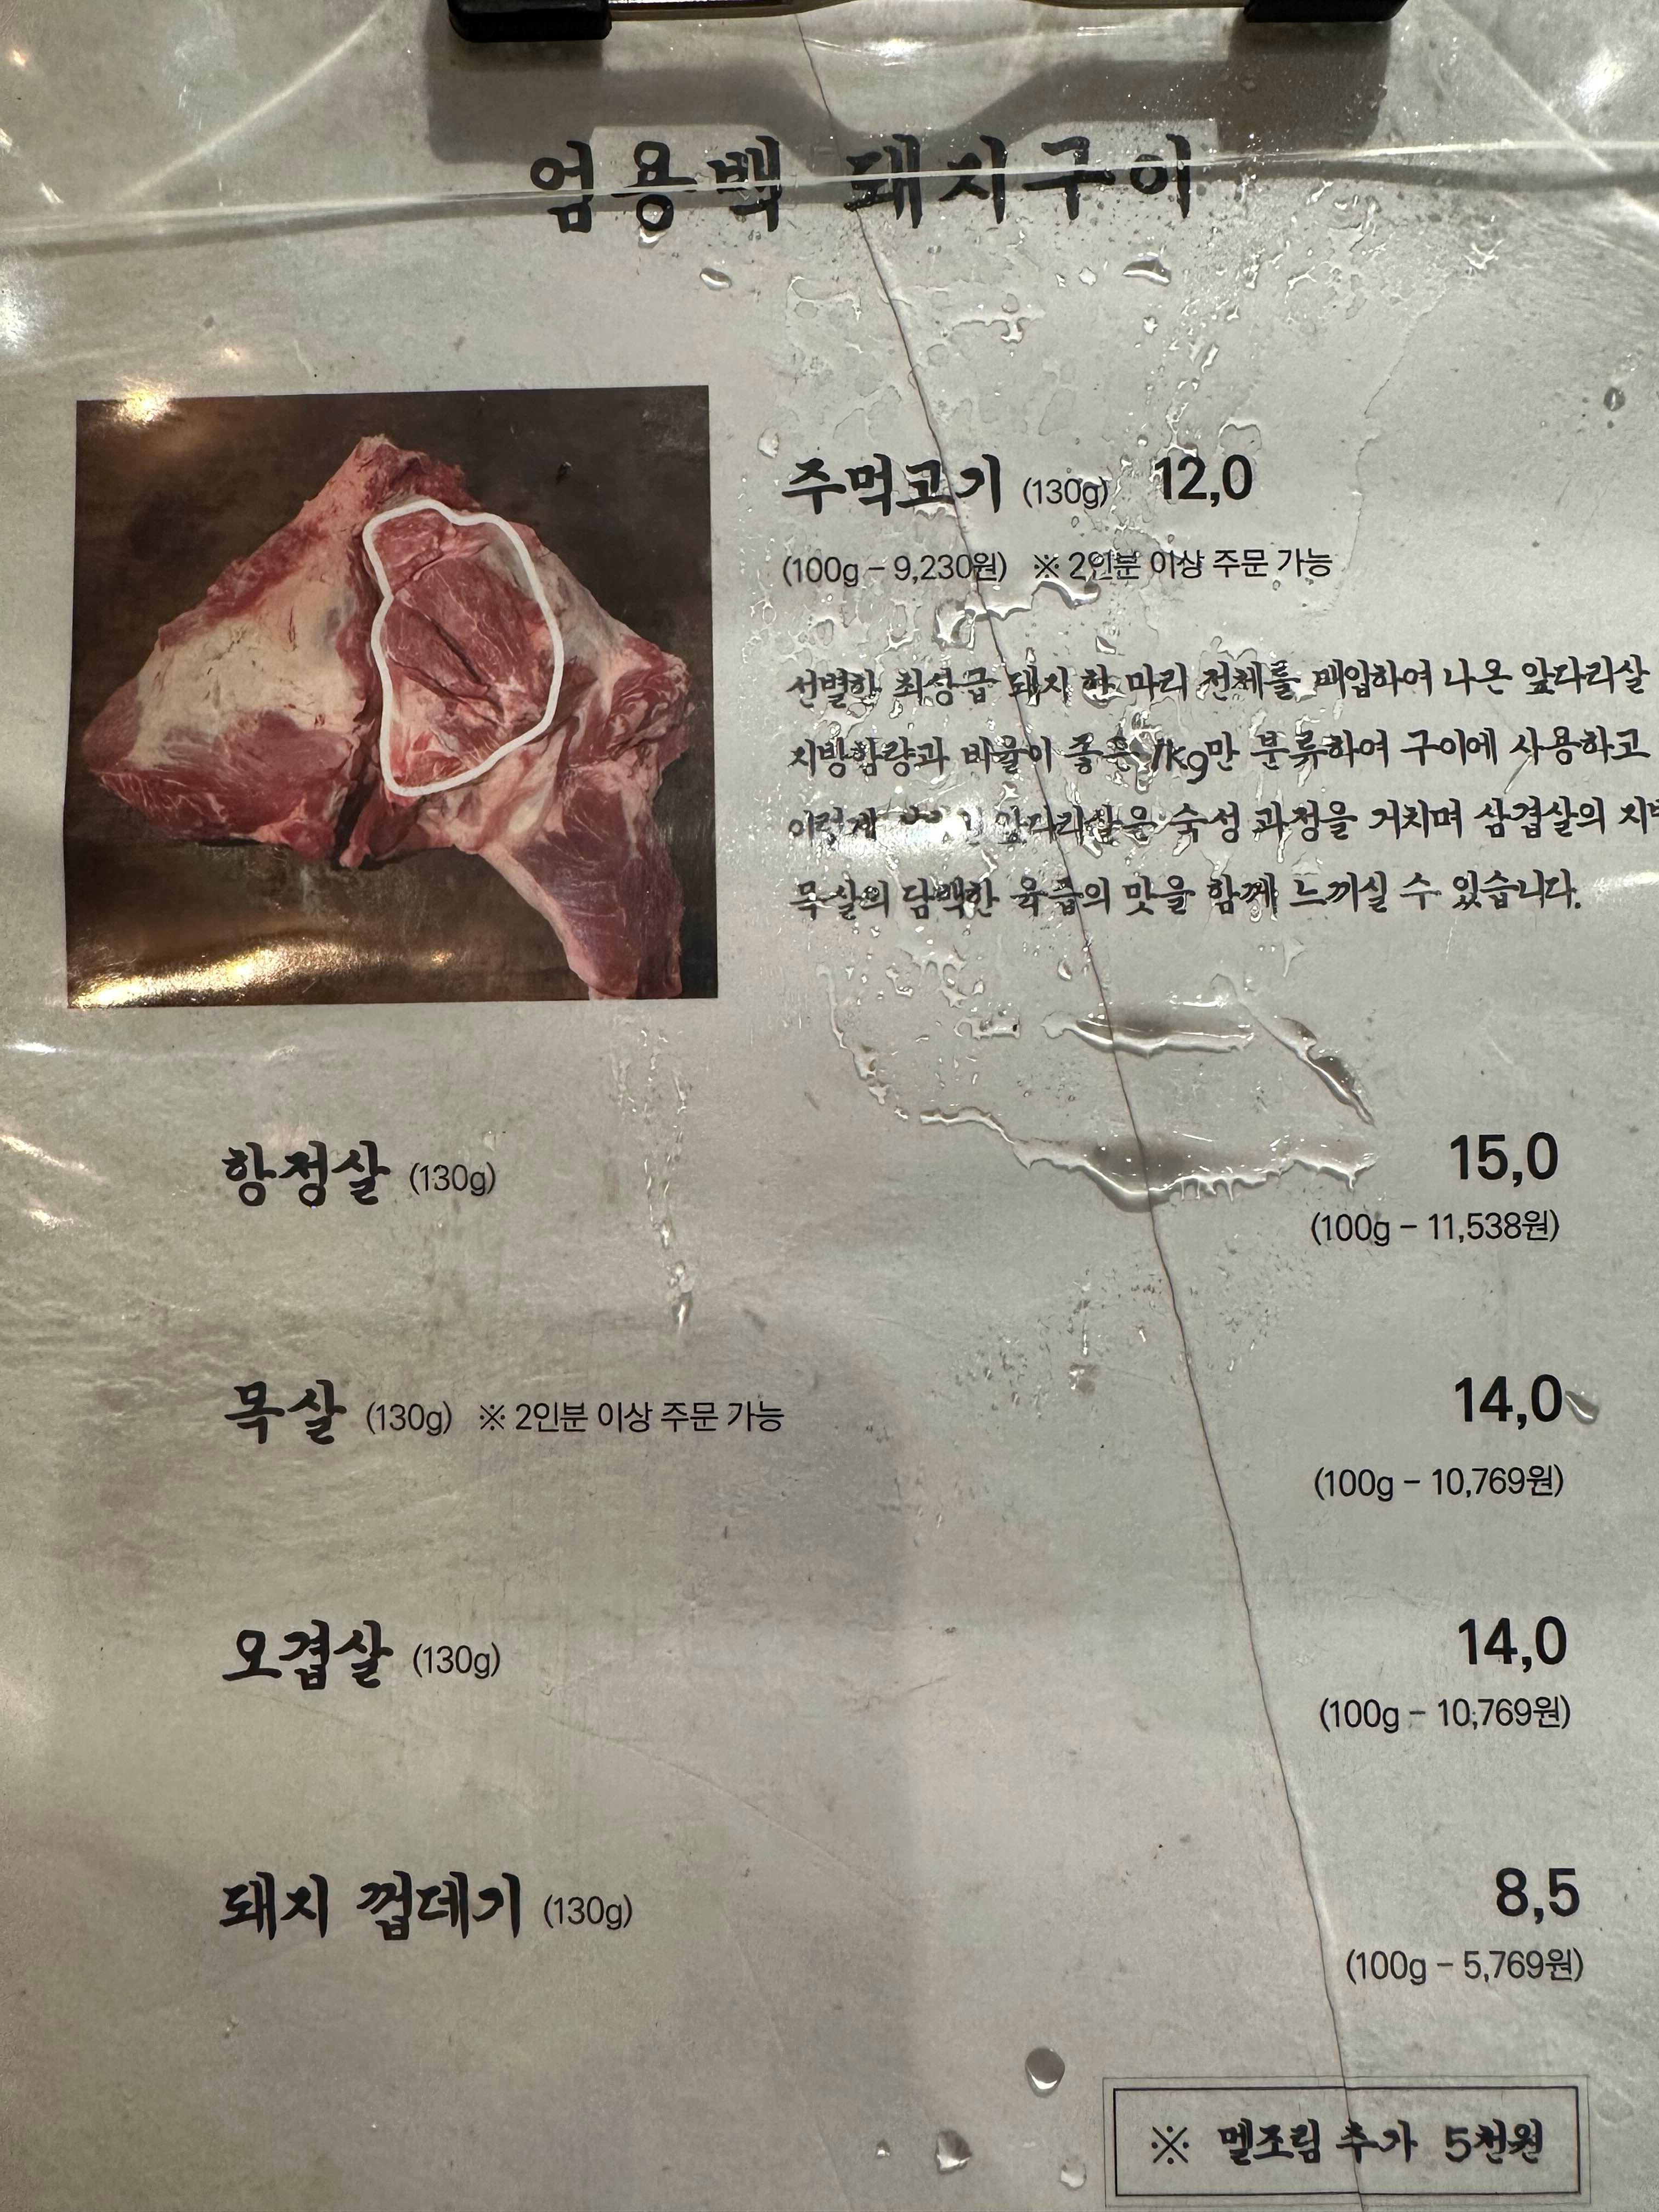 엄용백 돼지구이
주먹고기 (130g) 12,0
(100g - 9,230원) ※ 2인분 이상 주문 가능
선별한 최상급 돼지 한 마리 전체를 매입하여 나온 앞다리살
지방함량과 비율이 좋은 1kg만 분류하여 구이에 사용하고
이렇게 앞다리살을 숙성 과정을 거치며 삼겹살의
목살의 담백한 육즙의 맛을 함께 느끼실 수 있습니다.
항정살 (130g) 15,0
(100g - 11,538원)
목살 (130g) ※ 2인분 이상 주문 가능 14,0
(100g - 10,769원)
오겹살 (130g) 14,0
(100g - 10,769원)
돼지 껍데기 (130g) 8,5
(100g - 5,769원)
※ 멜조림 추가 5천원